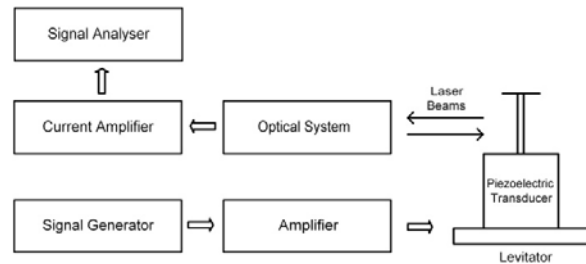 Signal Analyser
Laser
Beams
Current Amplifier
Optical System
Piezoelectric
Transducer
Signal Generator
Amplifier
Levitator